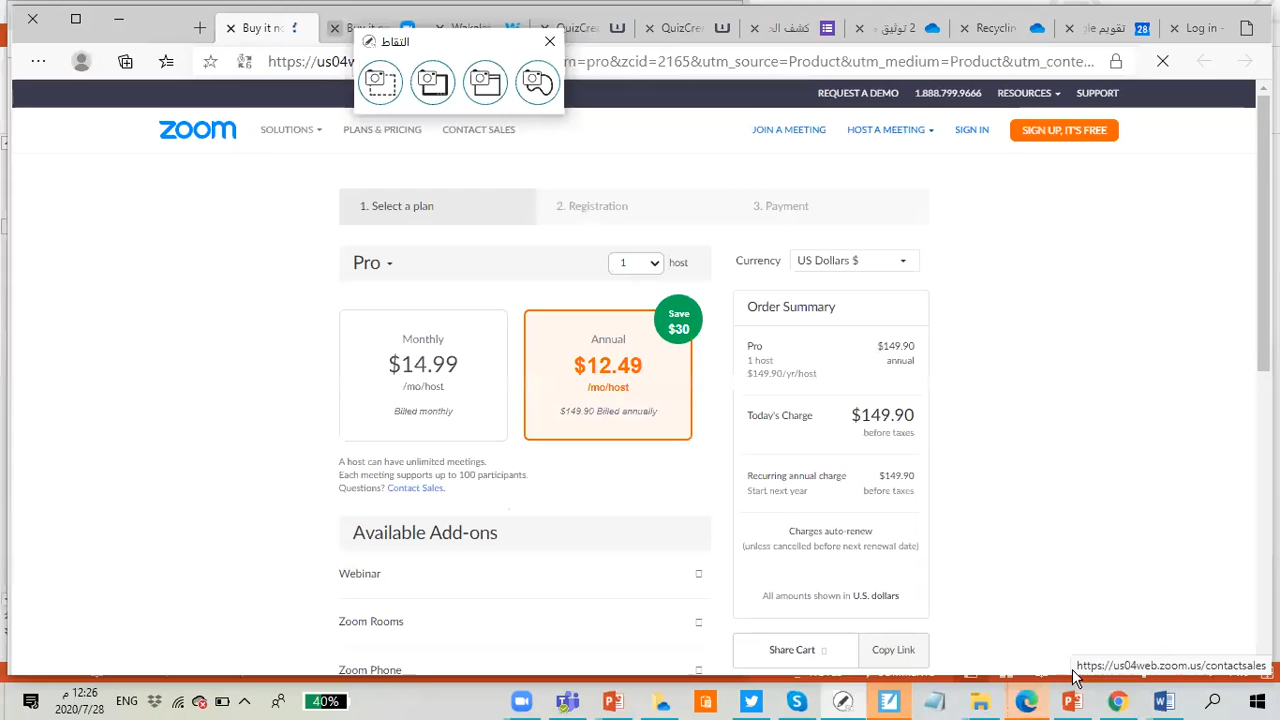 Buy it no
QuizCre
QuizCre
كشف الح
2 توثيق
Recyclin
تقويم
28
Log in -
التقاط
https://us04w
m=pro&zcid=2165&utm_source=Product&utm_medium=Product&utm_conte...
REQUEST A DEMO 1.888.799.9666 RESOURCES SUPPORT
zoom SOLUTIONS PLANS & PRICING CONTACT SALES JOIN A MEETING HOST A MEETING SIGN IN SIGN UP, IT'S FREE
1. Select a plan 2. Registration 3. Payment
Pro 1 host
Currency US Dollars $
Save
$30
Monthly
$14.99
/mo/host
Billed monthly
Annual
$12.49
/mo/host
$149.90 Billed annually
A host can have unlimited meetings.
Each meeting supports up to 100 participants.
Questions? Contact Sales.
Available Add-ons
Webinar
Zoom Rooms
Zoom Phone
Order Summary
Pro $149.90
1 host annual
$149.90/yr/host
Today's Charge $149.90
before taxes
Recurring annual charge $149.90
Start next year before taxes
Charges auto-renew
(unless cancelled before next renewal date)
All amounts shown in U.S. dollars
Share Cart Copy Link
https://us04web.zoom.us/contactsales
12:26 م
2020/7/28
ENG
40%